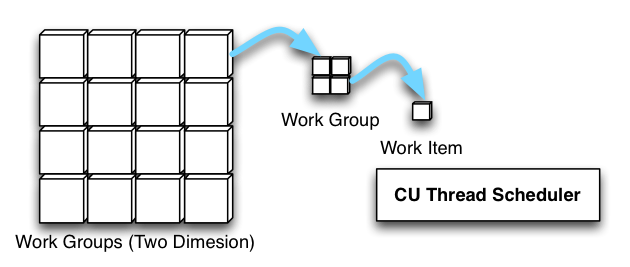 Work Group
Work Item
CU Thread Scheduler
Work Groups (Two Dimesion)